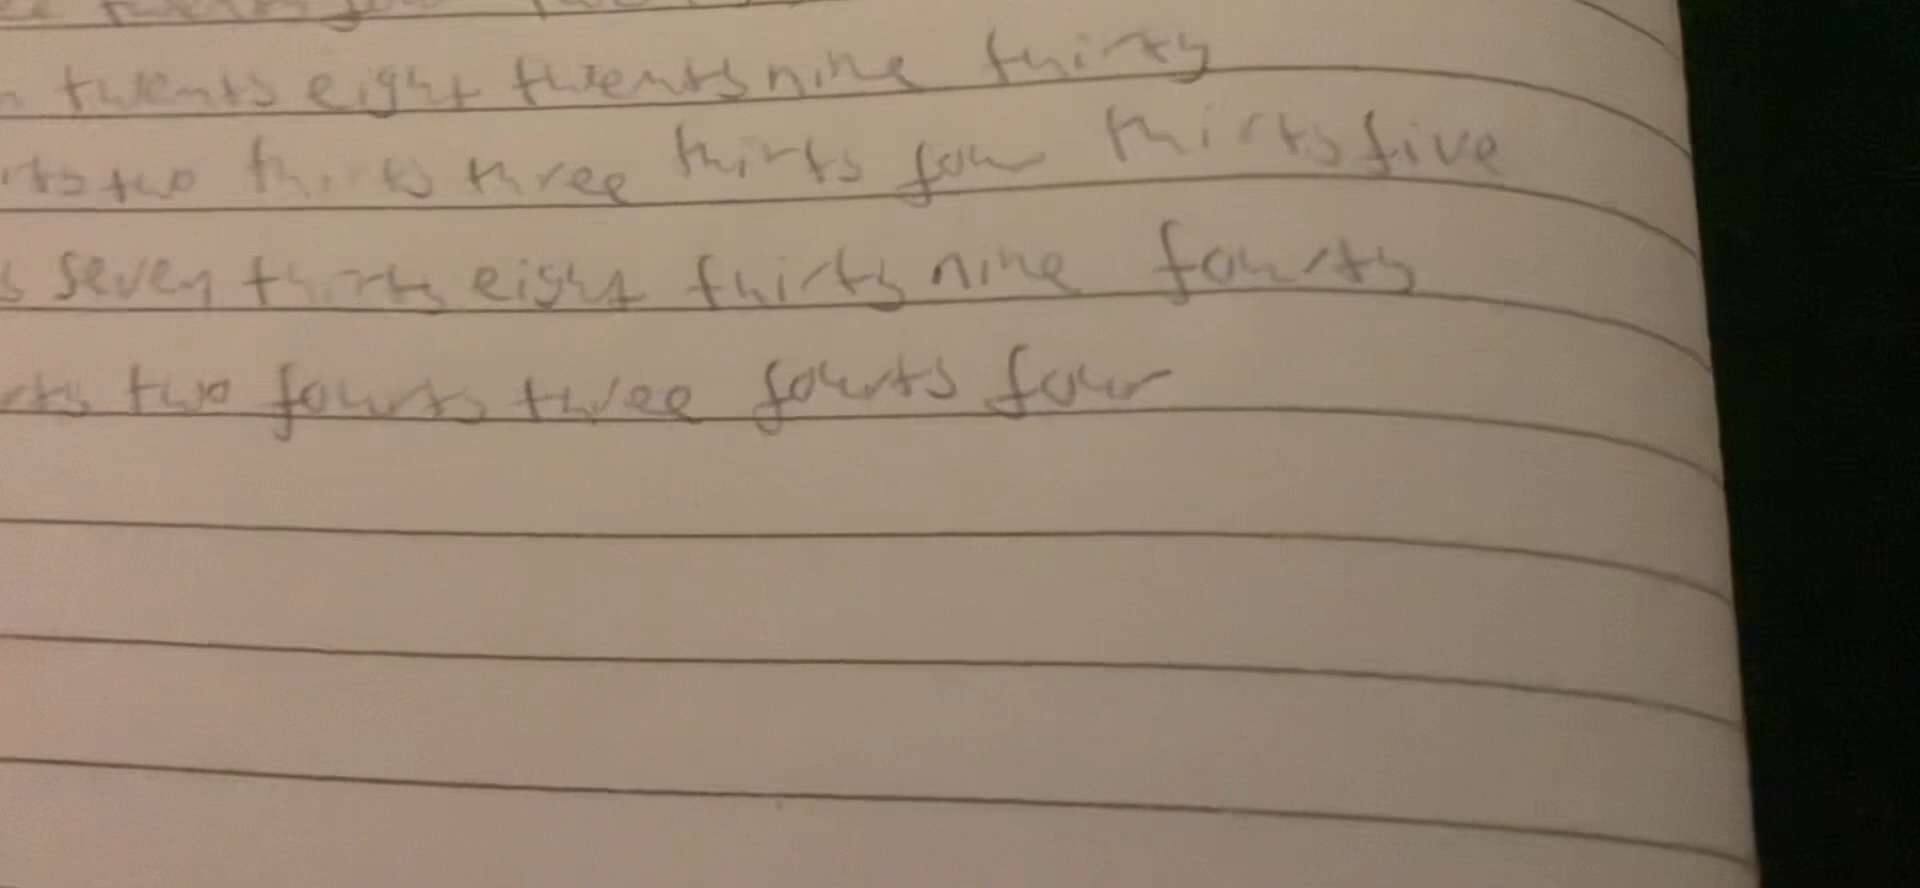 twenty eight twenty nine thirty
two thirty three thirty four thirty five
seven thirty eight thirty nine fourty
two fourty three fourty four